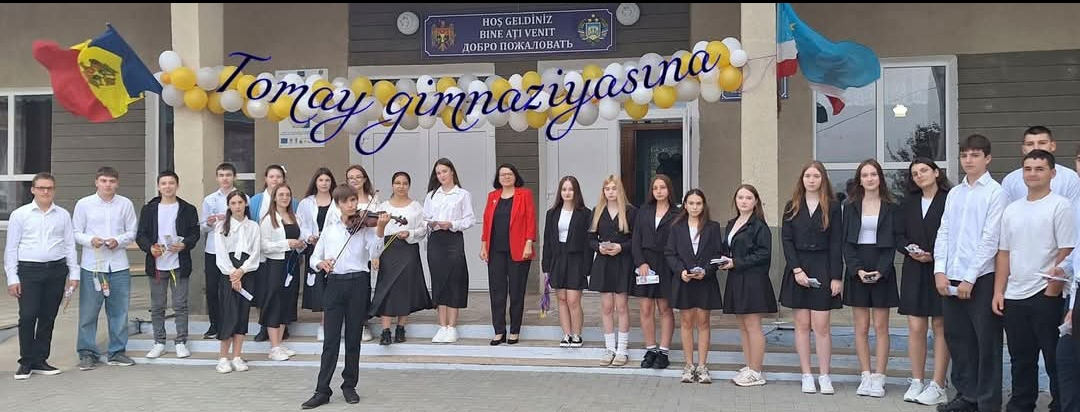 HOŞ GELDİNİZ
BINE AȚI VENIT
ДОБРО ПОЖАЛОВАТЬ
Tomay gimnaziyasına